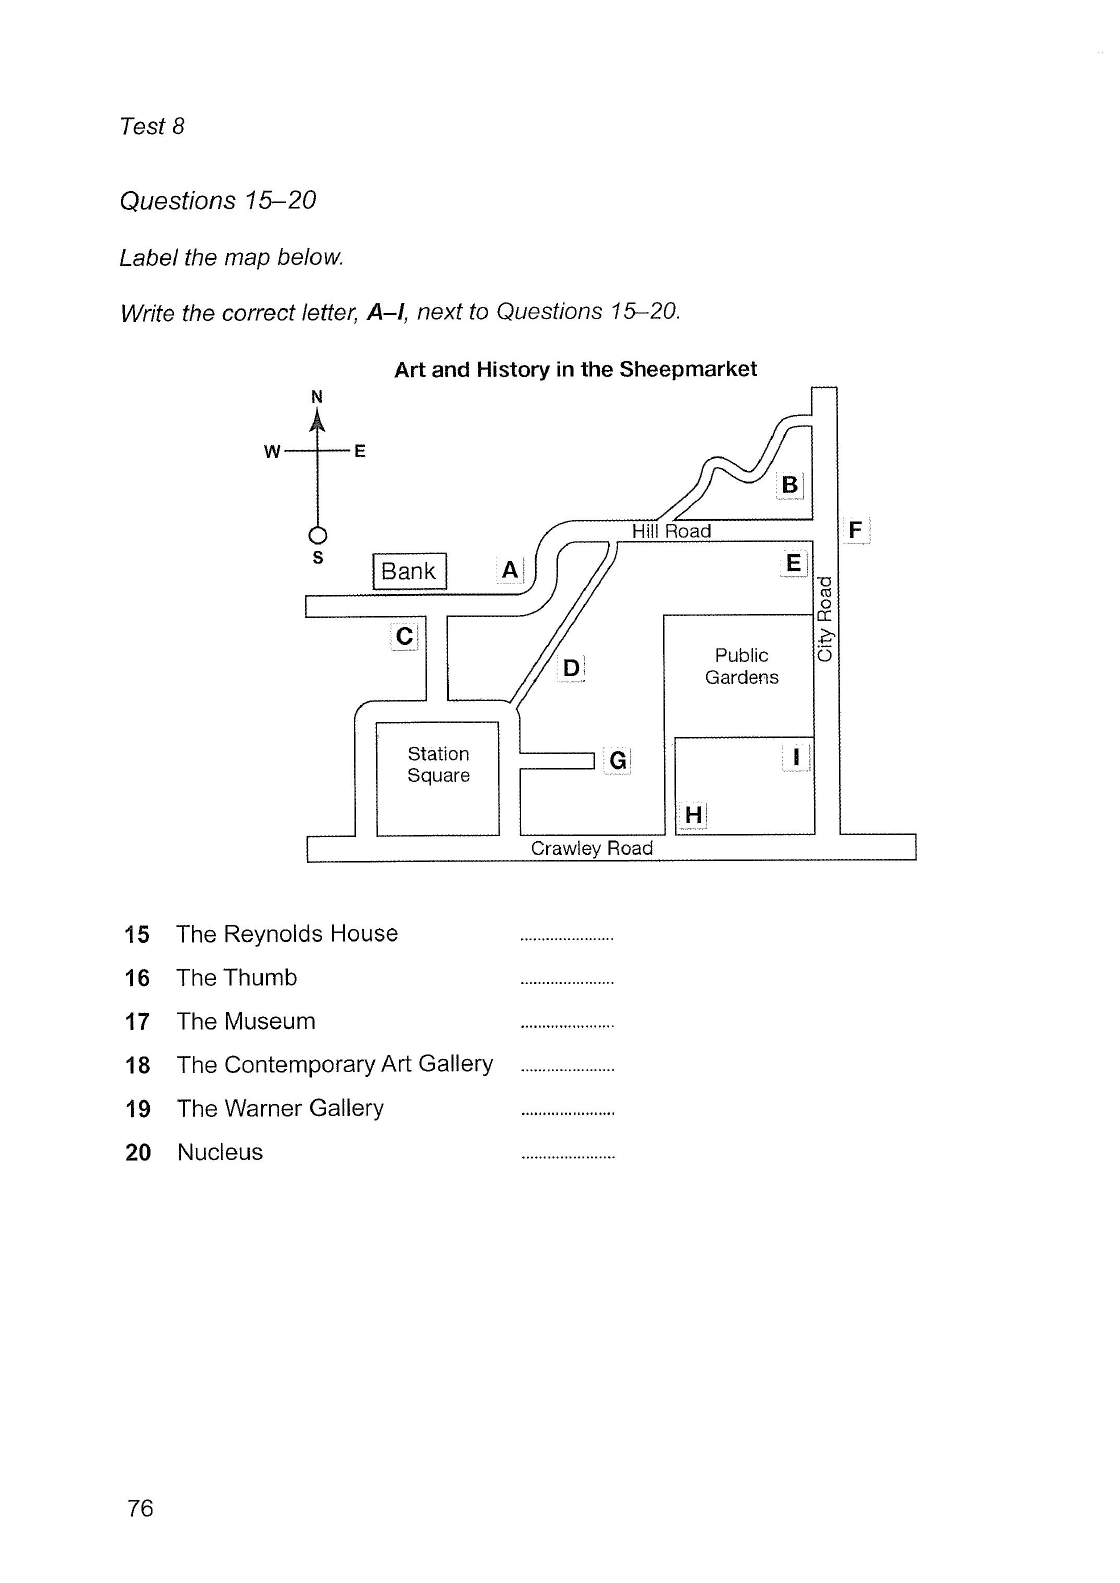 Test 8
Questions 15–20
Label the map below.
Write the correct letter, A–I, next to Questions 15–20.
Art and History in the Sheepmarket
N
W E
S
B
Hill Road
F
Bank
A
E
City Road
C
Public
Gardens
D
Station
Square
G
I
H
Crawley Road
15 The Reynolds House ......................
16 The Thumb ......................
17 The Museum ......................
18 The Contemporary Art Gallery ......................
19 The Warner Gallery ......................
20 Nucleus ......................
76